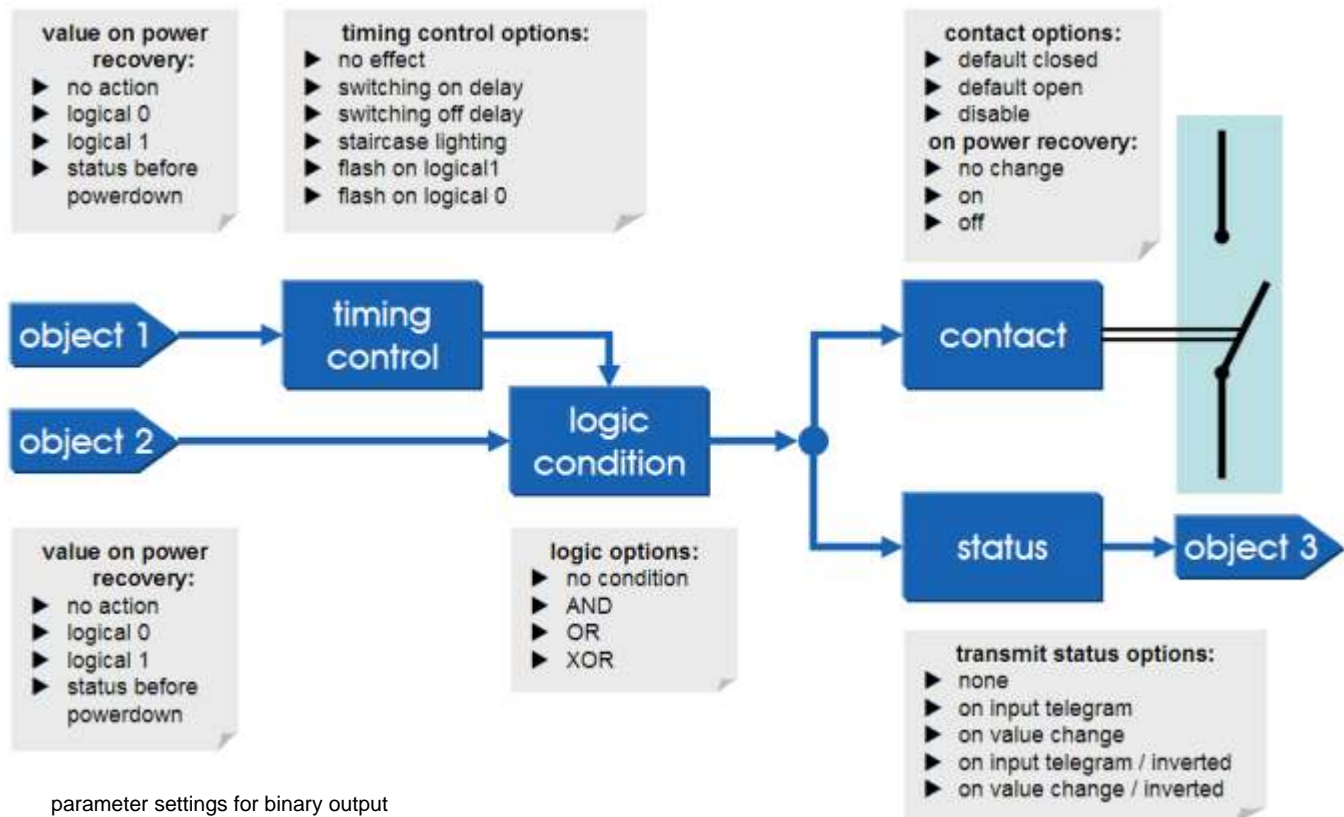 value on power
recovery:
► no action
► logical 0
► logical 1
► status before
powerdown
timing control options:
► no effect
► switching on delay
► switching off delay
► staircase lighting
► flash on logical1
► flash on logical 0
contact options:
► default closed
► default open
► disable
on power recovery:
► no change
► on
► off
object 1
timing
control
contact
object 2
logic
condition
status
object 3
value on power
recovery:
► no action
► logical 0
► logical 1
► status before
powerdown
logic options:
► no condition
► AND
► OR
► XOR
transmit status options:
► none
► on input telegram
► on value change
► on input telegram / inverted
► on value change / inverted
parameter settings for binary output